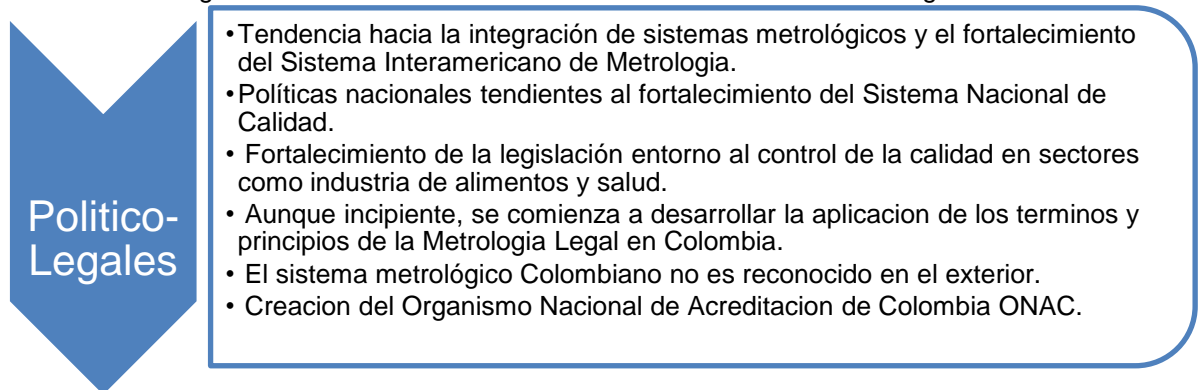 Politico-
Legales
•Tendencia hacia la integración de sistemas metrológicos y el fortalecimiento
del Sistema Interamericano de Metrologia.
•Políticas nacionales tendientes al fortalecimiento del Sistema Nacional de
Calidad.
• Fortalecimiento de la legislación entorno al control de la calidad en sectores
como industria de alimentos y salud.
• Aunque incipiente, se comienza a desarrollar la aplicacion de los terminos y
principios de la Metrologia Legal en Colombia.
• El sistema metrológico Colombiano no es reconocido en el exterior.
• Creacion del Organismo Nacional de Acreditacion de Colombia ONAC.